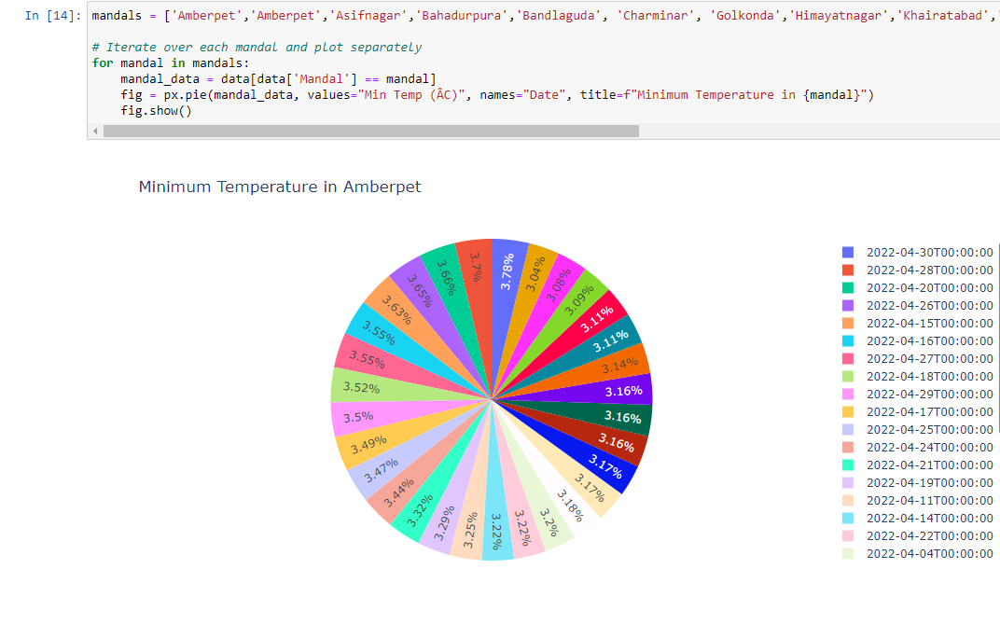 In [14]: mandals = ['Amberpet','Amberpet','Asifnagar','Bahadurpura','Bandlaguda', 'Charminar', 'Golkonda','Himayatnagar','Khairatabad','
# Iterate over each mandal and plot separately
for mandal in mandals:
mandal_data = data[data['Mandal'] == mandal]
fig = px.pie(mandal_data, values="Min Temp (ÂC)", names="Date", title=f"Minimum Temperature in {mandal}")
fig.show()
Minimum Temperature in Amberpet
3.78%
3.04%
3.08%
3.09%
3.11%
3.11%
3.14%
3.16%
3.16%
3.16%
3.17%
3.17%
3.18%
3.2%
3.22%
3.22%
3.25%
3.29%
3.32%
3.44%
3.47%
3.49%
3.5%
3.52%
3.55%
3.55%
3.63%
3.65%
3.66%
3.7%
2022-04-30T00:00:00
2022-04-28T00:00:00
2022-04-20T00:00:00
2022-04-26T00:00:00
2022-04-15T00:00:00
2022-04-16T00:00:00
2022-04-27T00:00:00
2022-04-18T00:00:00
2022-04-29T00:00:00
2022-04-17T00:00:00
2022-04-25T00:00:00
2022-04-24T00:00:00
2022-04-21T00:00:00
2022-04-19T00:00:00
2022-04-11T00:00:00
2022-04-14T00:00:00
2022-04-22T00:00:00
2022-04-04T00:00:00